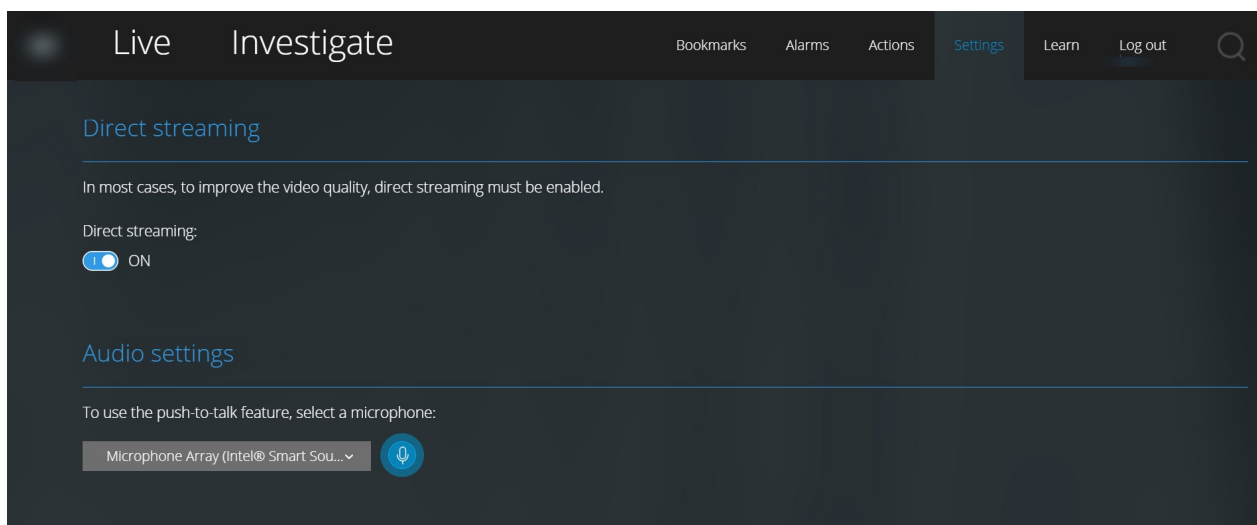 Live Investigate Bookmarks Alarms Actions Settings Learn Log out
Direct streaming
In most cases, to improve the video quality, direct streaming must be enabled.
Direct streaming:
ON
Audio settings
To use the push-to-talk feature, select a microphone:
Microphone Array (Intel® Smart Sou...